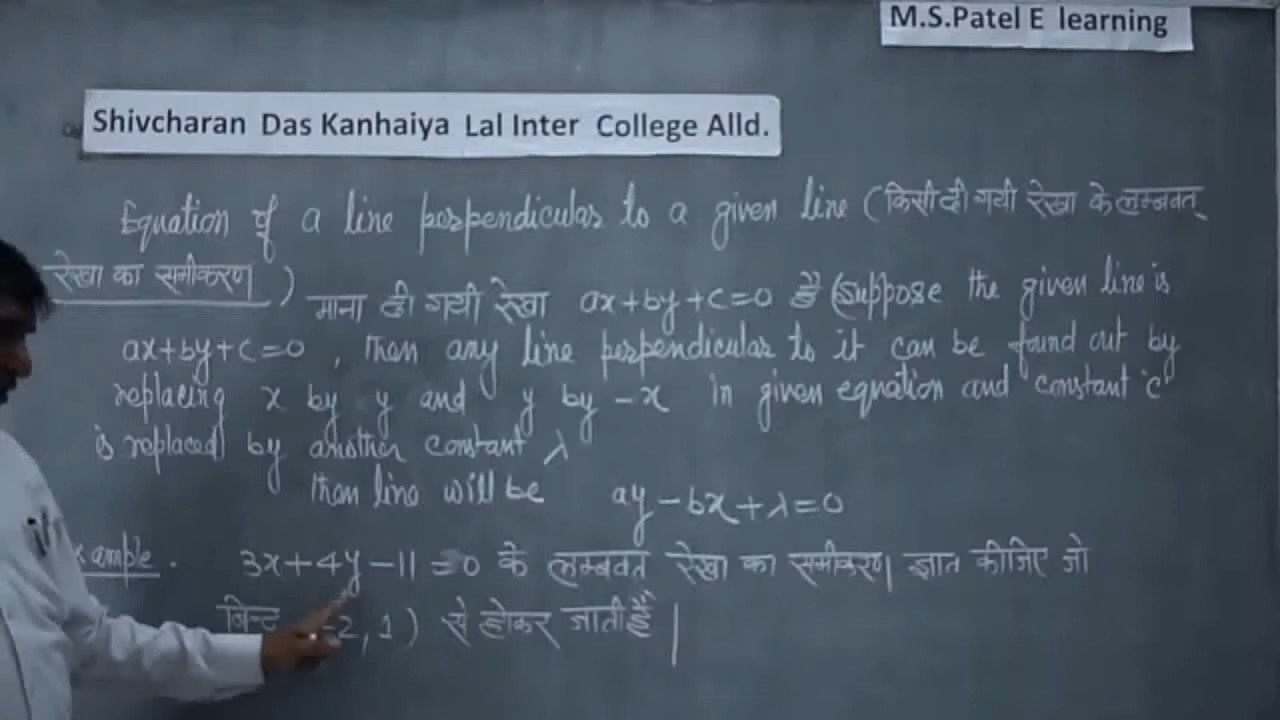 M.S.Patel E learning
Shivcharan Das Kanhaiya Lal Inter College Alld.
Equation of a line perpendicular to a given line (किसी दी गयी रेखा के लम्बवत्
रेखा का समीकरण)
माना दी गयी रेखा ax+by+c=0 है (Suppose the given line is
ax+by+c=0, then any line perpendicular to it can be found out by
replacing x by y and y by -x in given equation and constant 'c'
is replaced by another constant λ
then line will be ay-bx+λ=0
ample. 3x+4y-11=0 के लम्बवत रेखा का समीकरण ज्ञात कीजिए जो
बिन्दु -2, 1) से होकर जाती है |